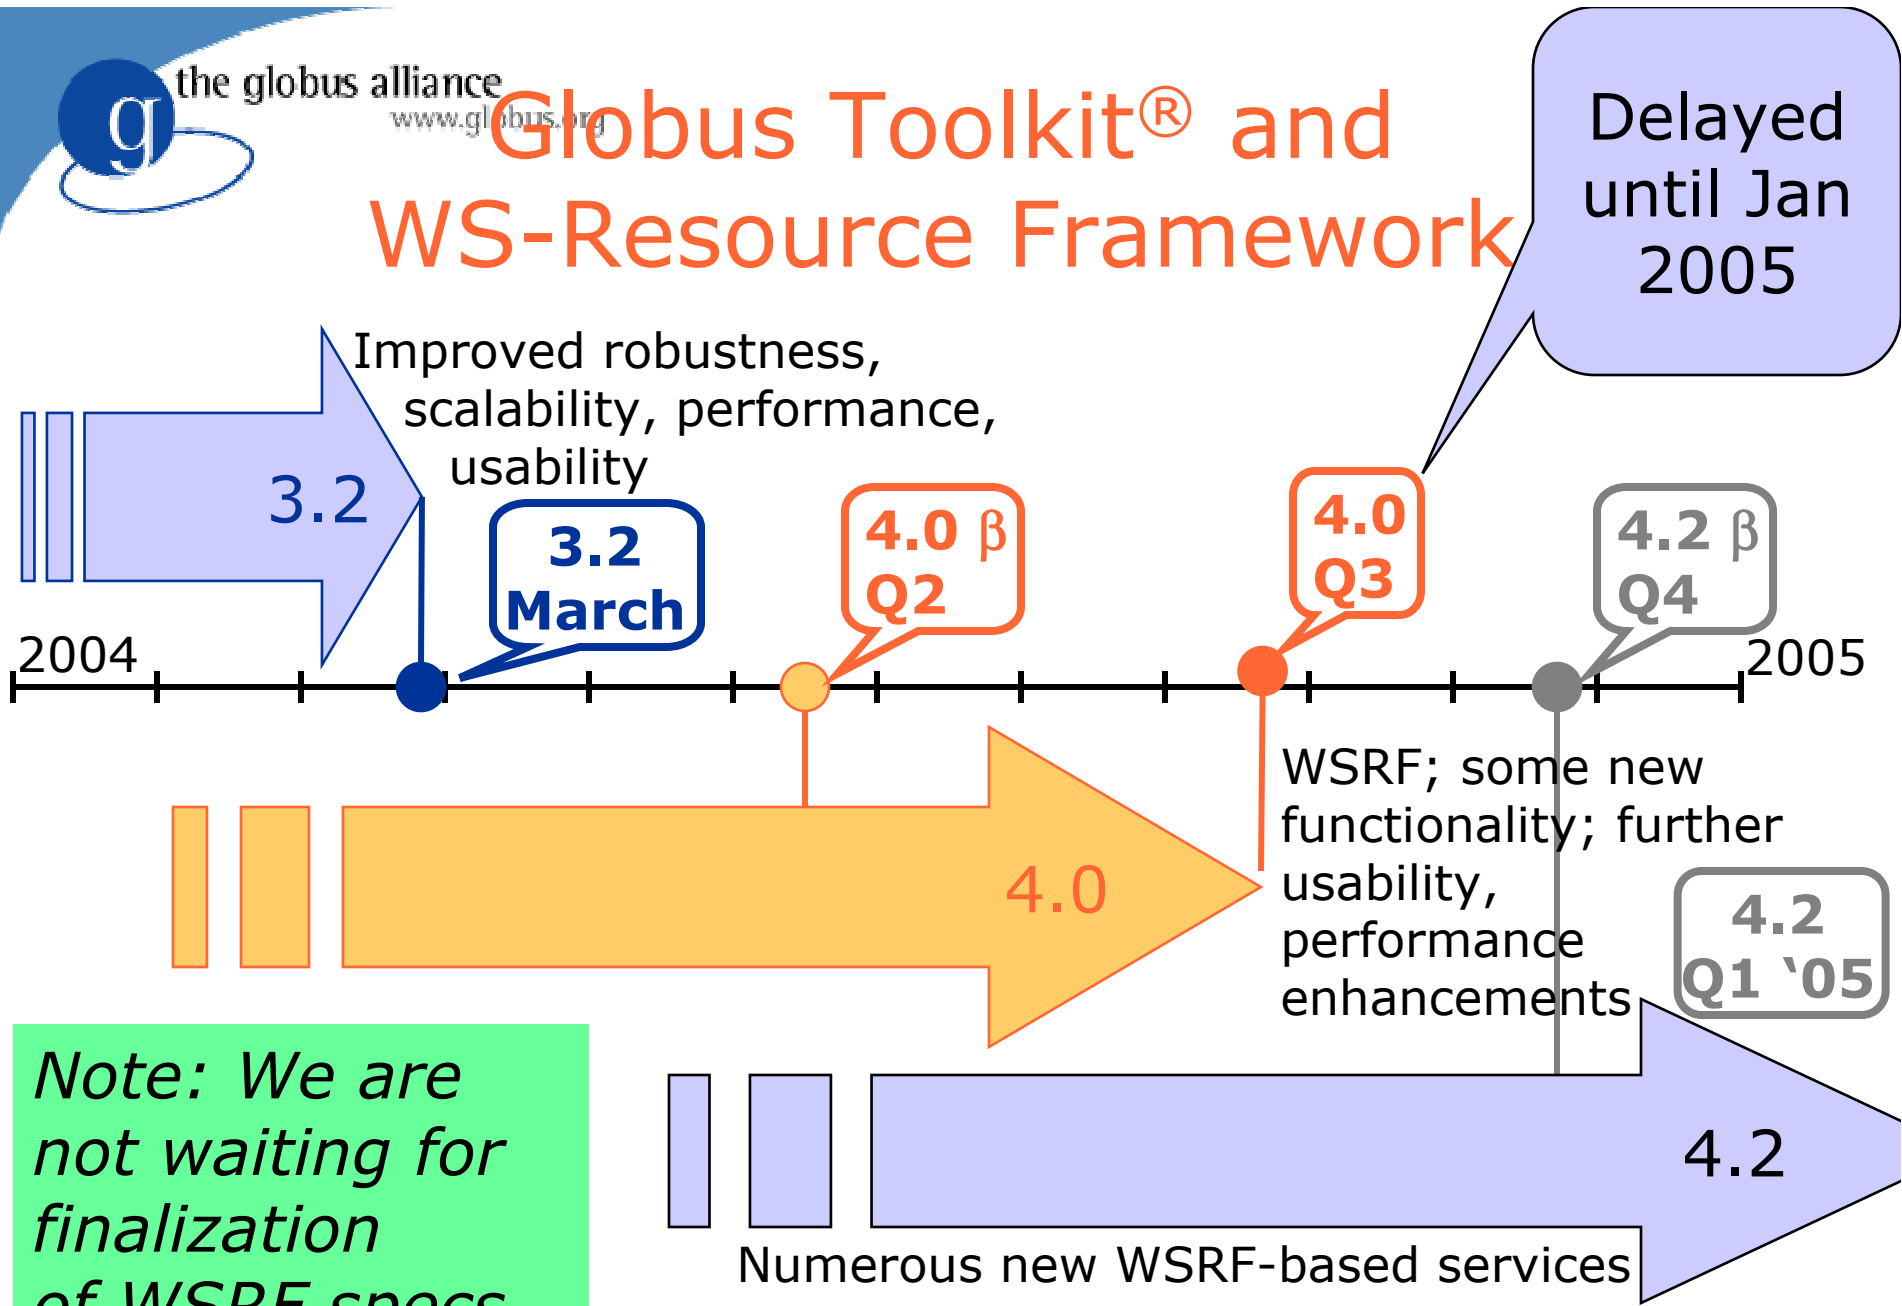 the globus alliance
www.globus.org
Globus Toolkit® and
WS-Resource Framework
Delayed
until Jan
2005
Improved robustness,
scalability, performance,
usability
3.2
3.2
March
4.0 β
Q2
4.0
Q3
4.2 β
Q4
2004
2005
4.0
WSRF; some new
functionality; further
usability,
performance
enhancements
4.2
Q1 ‘05
Note: We are
not waiting for
finalization
of WSRF specs
4.2
Numerous new WSRF-based services